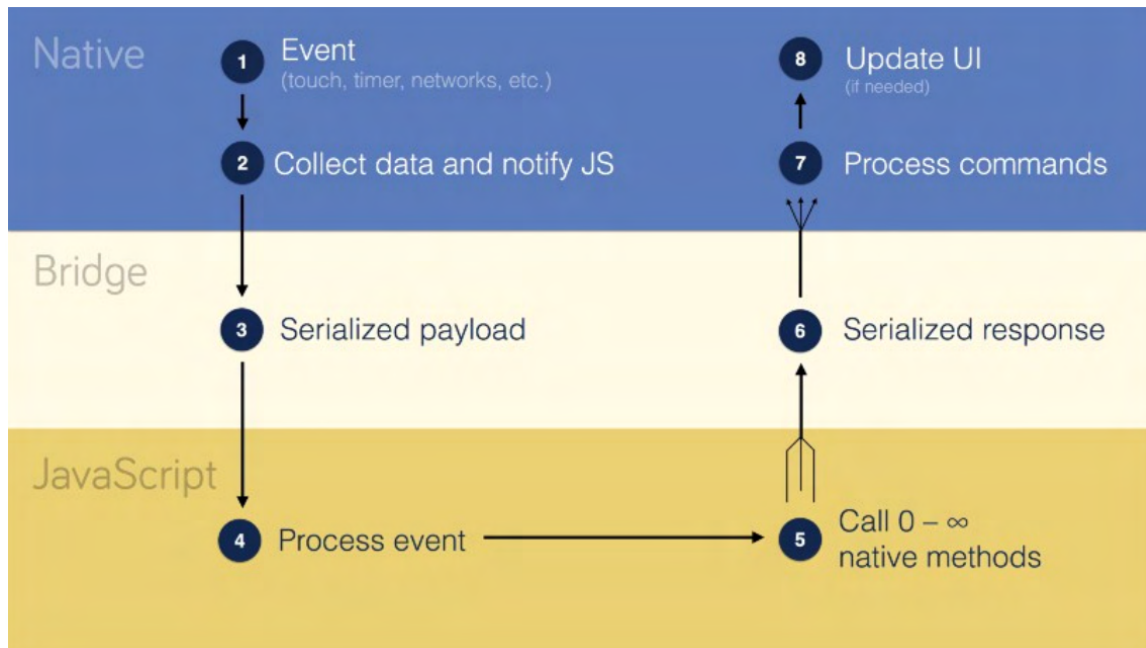 Native
1 Event
(touch, timer, networks, etc.)
2 Collect data and notify JS
8 Update UI
(if needed)
7 Process commands
Bridge
3 Serialized payload
6 Serialized response
JavaScript
4 Process event
5 Call 0 – ∞
native methods